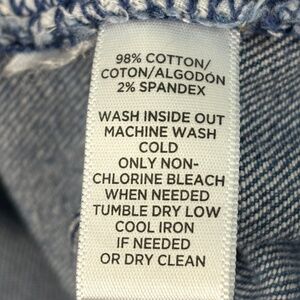 98% COTTON/
COTON/ALGODÓN
2% SPANDEX
WASH INSIDE OUT
MACHINE WASH
COLD
ONLY NON-
CHLORINE BLEACH
WHEN NEEDED
TUMBLE DRY LOW
COOL IRON
IF NEEDED
OR DRY CLEAN